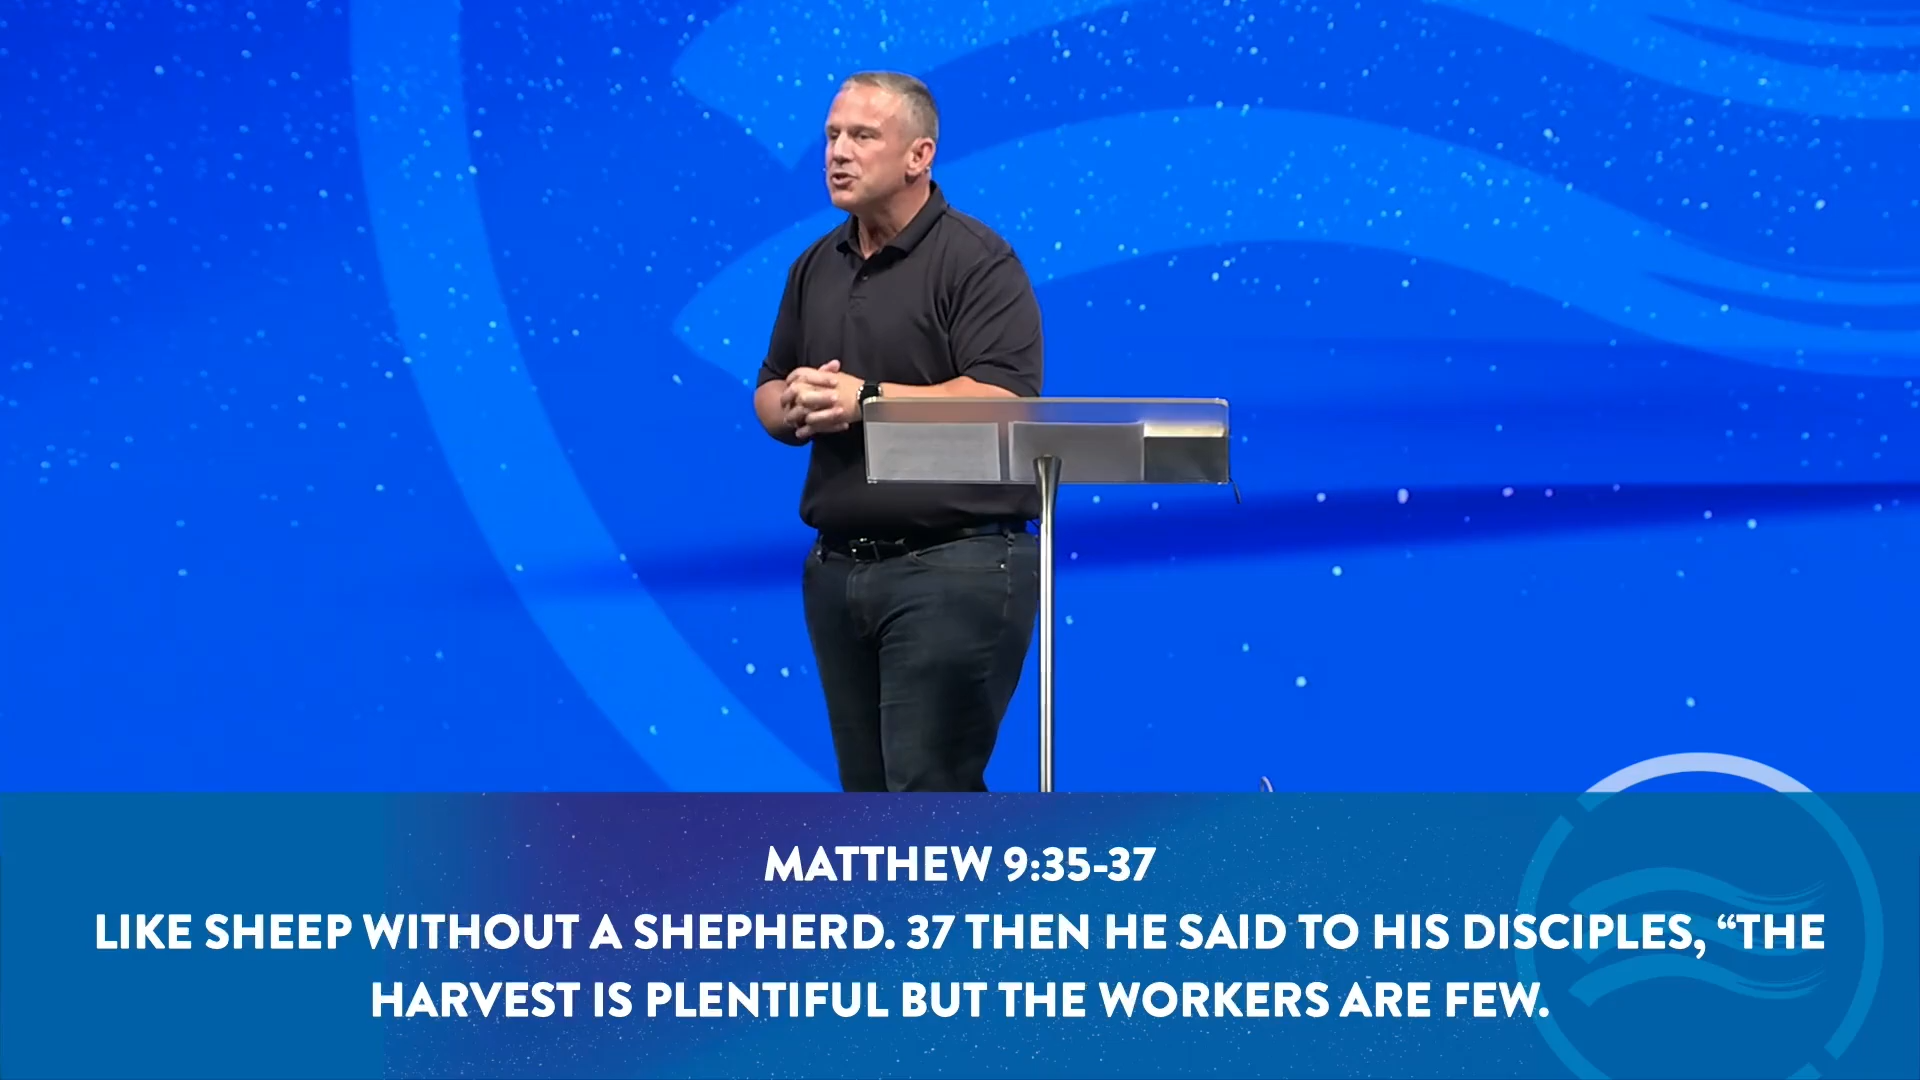 MATTHEW 9:35-37
LIKE SHEEP WITHOUT A SHEPHERD. 37 THEN HE SAID TO HIS DISCIPLES, “THE
HARVEST IS PLENTIFUL BUT THE WORKERS ARE FEW.